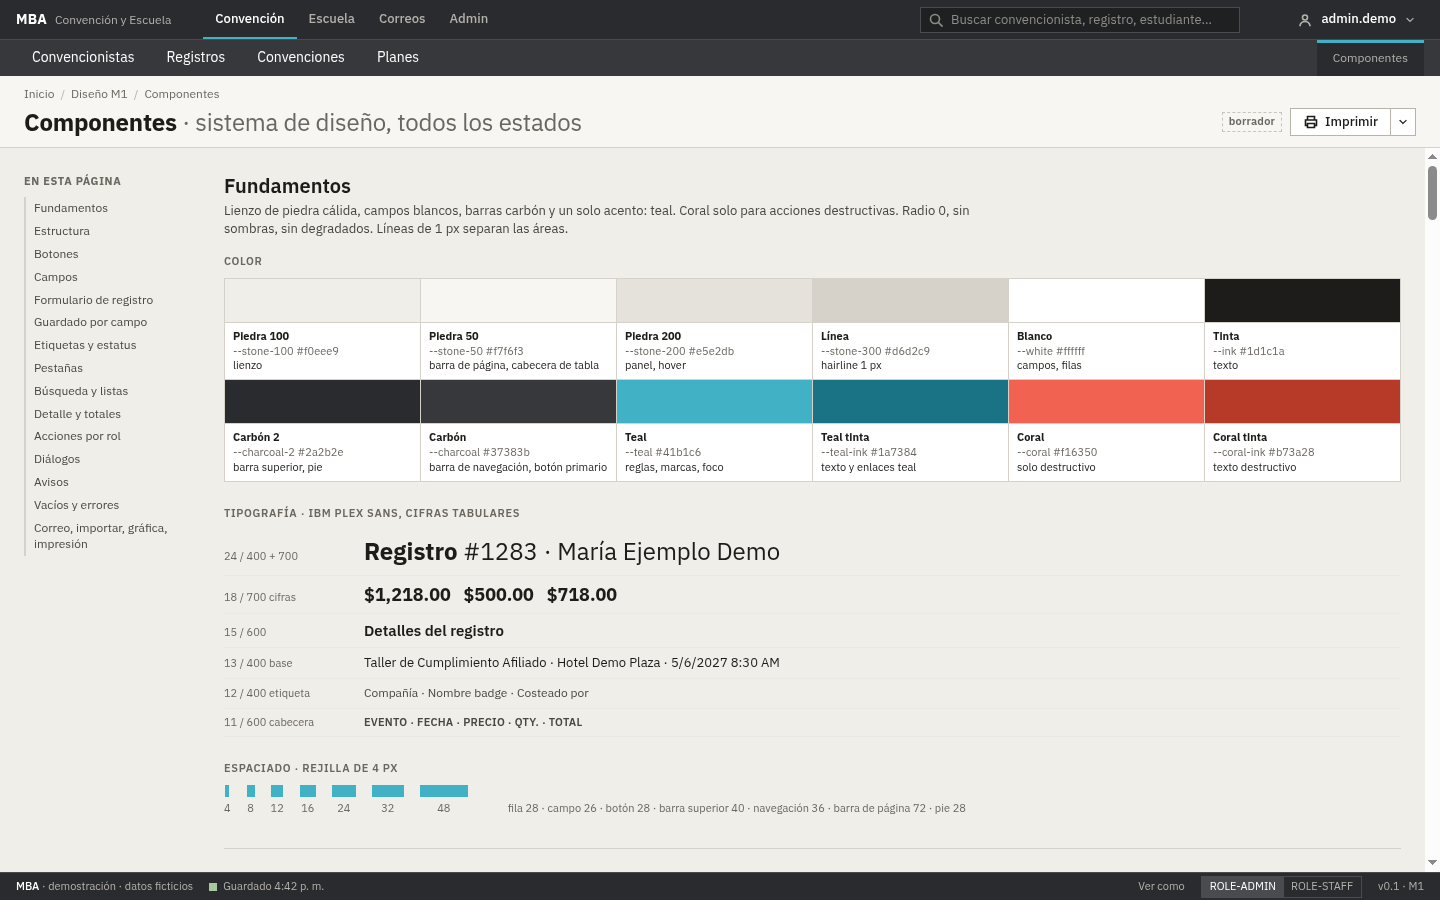 MBA Convención y Escuela Convención Escuela Correos Admin Buscar convencionista, registro, estudiante... admin.demo
Convencionistas Registros Convenciones Planes Componentes
Inicio / Diseño M1 / Componentes
Componentes · sistema de diseño, todos los estados borrador Imprimir
EN ESTA PÁGINA
Fundamentos
Estructura
Botones
Campos
Formulario de registro
Guardado por campo
Etiquetas y estatus
Pestañas
Búsqueda y listas
Detalle y totales
Acciones por rol
Diálogos
Avisos
Vacíos y errores
Correo, importar, gráfica,
impresión
Fundamentos
Lienzo de piedra cálida, campos blancos, barras carbón y un solo acento: teal. Coral solo para acciones destructivas. Radio 0, sin
sombras, sin degradados. Líneas de 1 px separan las áreas.
COLOR
Piedra 100 Piedra 50 Piedra 200 Línea Blanco Tinta
--stone-100 #f0eee9 --stone-50 #f7f6f3 --stone-200 #e5e2db --stone-300 #d6d2c9 --white #ffffff --ink #1d1c1a
lienzo barra de página, cabecera de tabla panel, hover hairline 1 px campos, filas texto
Carbón 2 Carbón Teal Teal tinta Coral Coral tinta
--charcoal-2 #2a2b2e --charcoal #37383b --teal #41b1c6 --teal-ink #1a7384 --coral #f16350 --coral-ink #b73a28
barra superior, pie barra de navegación, botón primario reglas, marcas, foco texto y enlaces teal solo destructivo texto destructivo
TIPOGRAFÍA · IBM PLEX SANS, CIFRAS TABULARES
24 / 400 + 700 Registro #1283 · María Ejemplo Demo
18 / 700 cifras $1,218.00 $500.00 $718.00
15 / 600 Detalles del registro
13 / 400 base Taller de Cumplimiento Afiliado · Hotel Demo Plaza · 5/6/2027 8:30 AM
12 / 400 etiqueta Compañía · Nombre badge · Costeado por
11 / 600 cabecera EVENTO · FECHA · PRECIO · QTY. · TOTAL
ESPACIADO · REJILLA DE 4 PX
4 8 12 16 24 32 48 fila 28 · campo 26 · botón 28 · barra superior 40 · navegación 36 · barra de página 72 · pie 28
MBA · demostración · datos ficticios Guardado 4:42 p. m. Ver como ROLE-ADMIN ROLE-STAFF v0.1 · M1